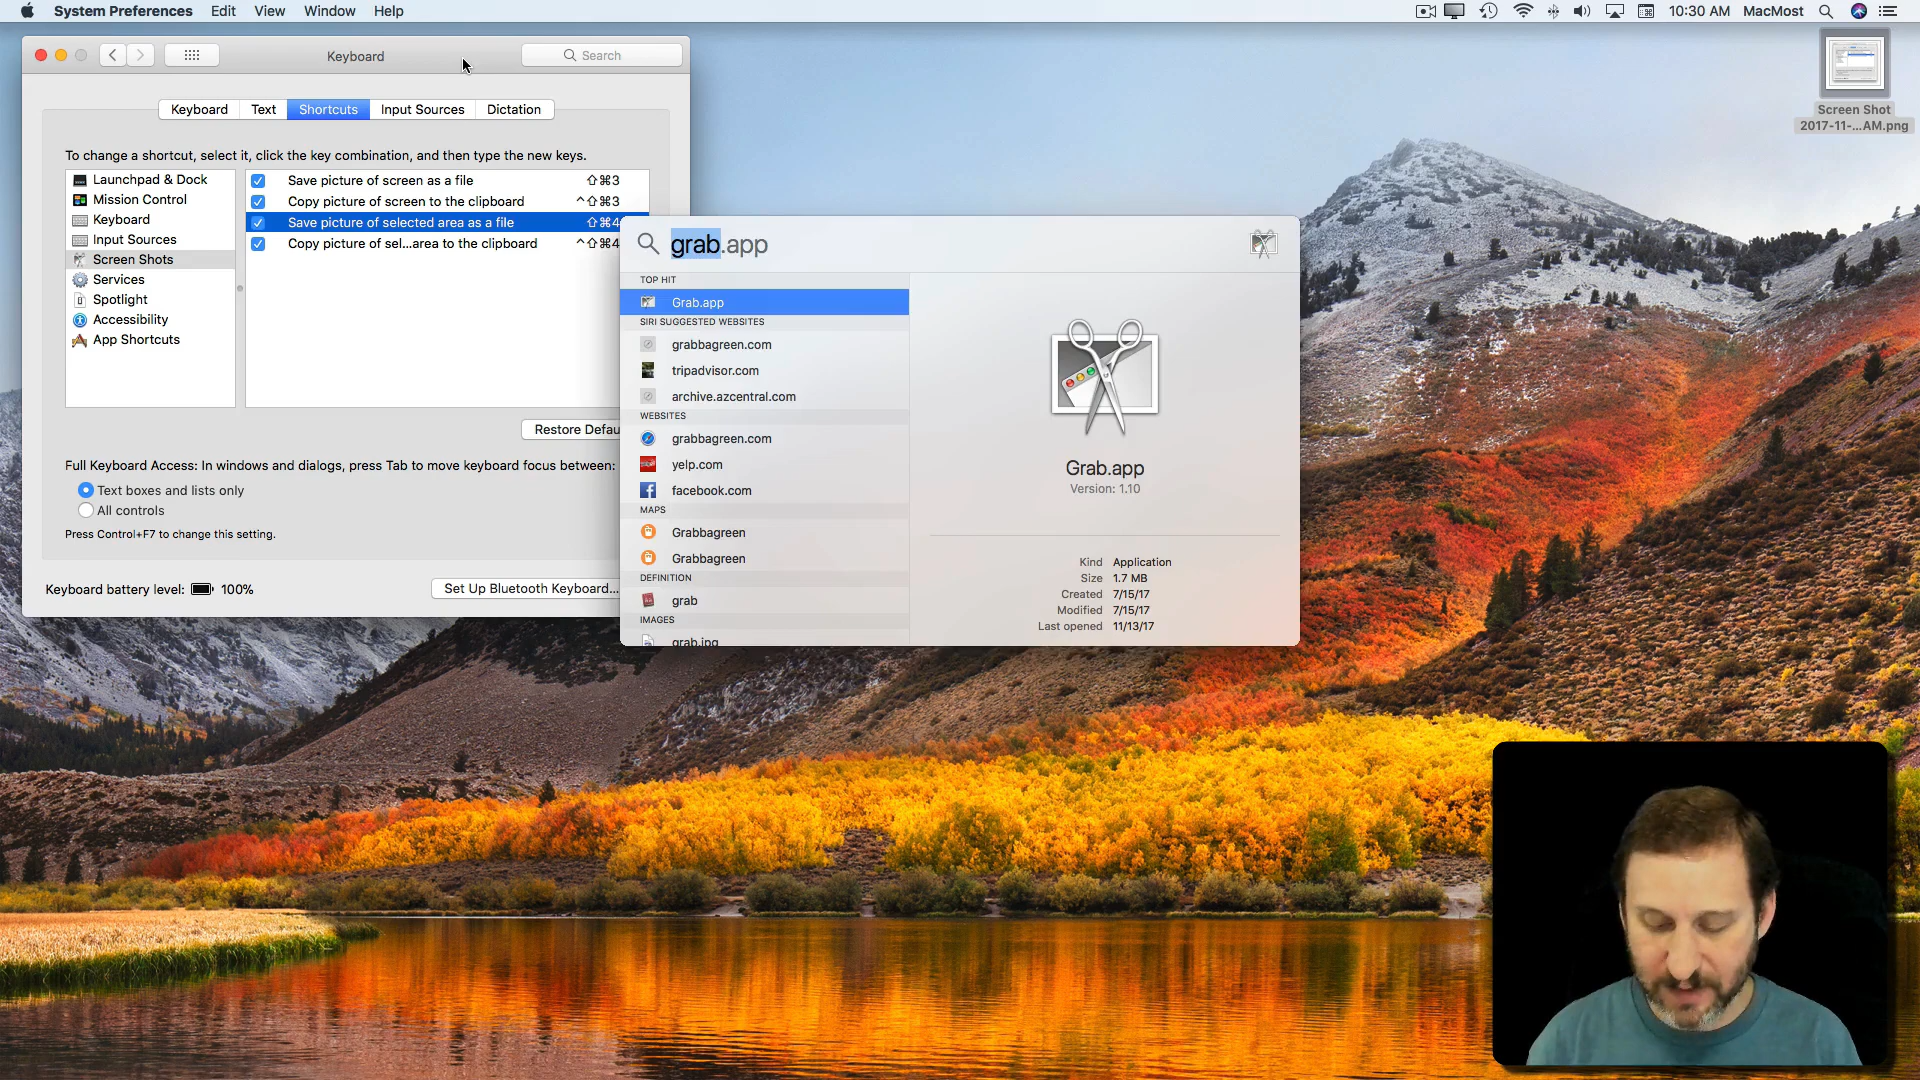 System Preferences Edit View Window Help
10:30 AM MacMost
Keyboard
Search
Keyboard Text Shortcuts Input Sources Dictation
To change a shortcut, select it, click the key combination, and then type the new keys.
Launchpad & Dock
Mission Control
Keyboard
Input Sources
Screen Shots
Services
Spotlight
Accessibility
App Shortcuts
Save picture of screen as a file ⇧⌘3
Copy picture of screen to the clipboard ^⇧⌘3
Save picture of selected area as a file ⇧⌘4
Copy picture of sel...area to the clipboard ^⇧⌘4
Restore Defau
Full Keyboard Access: In windows and dialogs, press Tab to move keyboard focus between:
Text boxes and lists only
All controls
Press Control+F7 to change this setting.
Keyboard battery level: 100%
Set Up Bluetooth Keyboard...
grab.app
TOP HIT
Grab.app
SIRI SUGGESTED WEBSITES
grabbagreen.com
tripadvisor.com
archive.azcentral.com
WEBSITES
grabbagreen.com
yelp.com
facebook.com
MAPS
Grabbagreen
Grabbagreen
DEFINITION
grab
IMAGES
grab.jpg
Grab.app
Version: 1.10
Kind Application
Size 1.7 MB
Created 7/15/17
Modified 7/15/17
Last opened 11/13/17
Screen Shot
2017-11-...AM.png